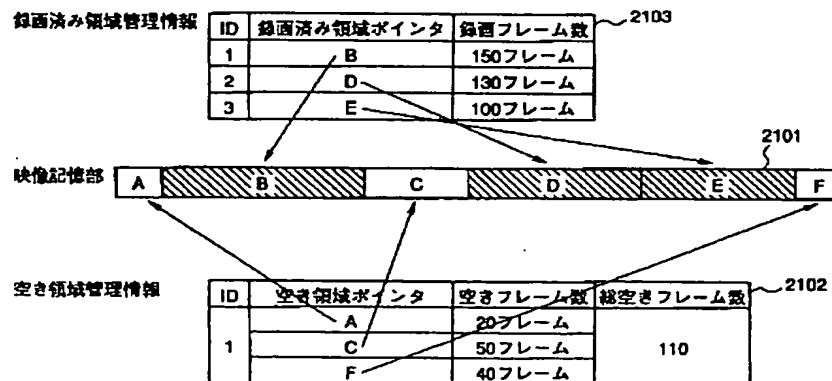 録画済み領域管理情報
ID 録画済み領域ポインタ 録画フレーム数
2103
1 B 150フレーム
2 D 130フレーム
3 E 100フレーム
2101
映像記憶部 A B C D E F
空き領域管理情報
ID 空き領域ポインタ 空きフレーム数 総空きフレーム数
2102
A 20フレーム
1 C 50フレーム 110
F 40フレーム